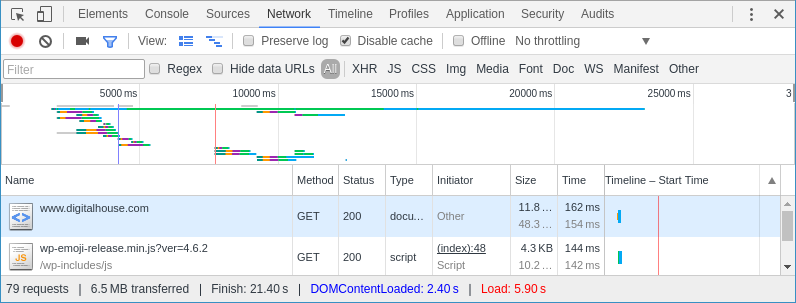 Elements Console Sources Network Timeline Profiles Application Security Audits
View: Preserve log Disable cache Offline No throttling
Filter Regex Hide data URLs All XHR JS CSS Img Media Font Doc WS Manifest Other
5000 ms 10000 ms 15000 ms 20000 ms 25000 ms 3
Name Method Status Type Initiator Size Time Timeline – Start Time
www.digitalhouse.com GET 200 docu… Other 11.8 … 162 ms
48.3 … 154 ms
wp-emoji-release.min.js?ver=4.6.2 GET 200 script (index):48 4.3 KB 144 ms
/wp-includes/js Script 10.2 … 142 ms
JS
79 requests | 6.5 MB transferred | Finish: 21.40 s | DOMContentLoaded: 2.40 s | Load: 5.90 s